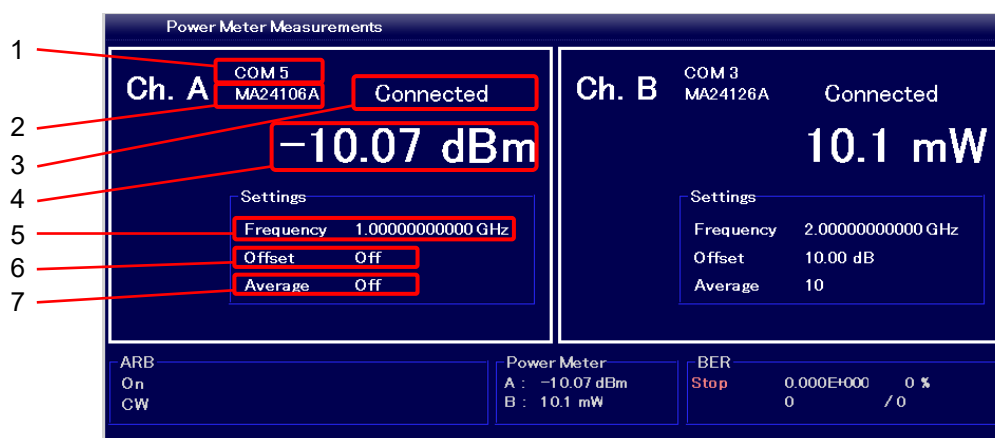 Power Meter Measurements
1
2
3
4
5
6
7
Ch. A
COM 5
MA24106A
Connected
−10.07 dBm
Settings
Frequency 1.00000000000 GHz
Offset Off
Average Off
Ch. B
COM 3
MA24126A
Connected
10.1 mW
Settings
Frequency 2.00000000000 GHz
Offset 10.00 dB
Average 10
ARB
On
CW
Power Meter
A : −10.07 dBm
B : 10.1 mW
BER
Stop 0.000E+000 0 %
0 / 0